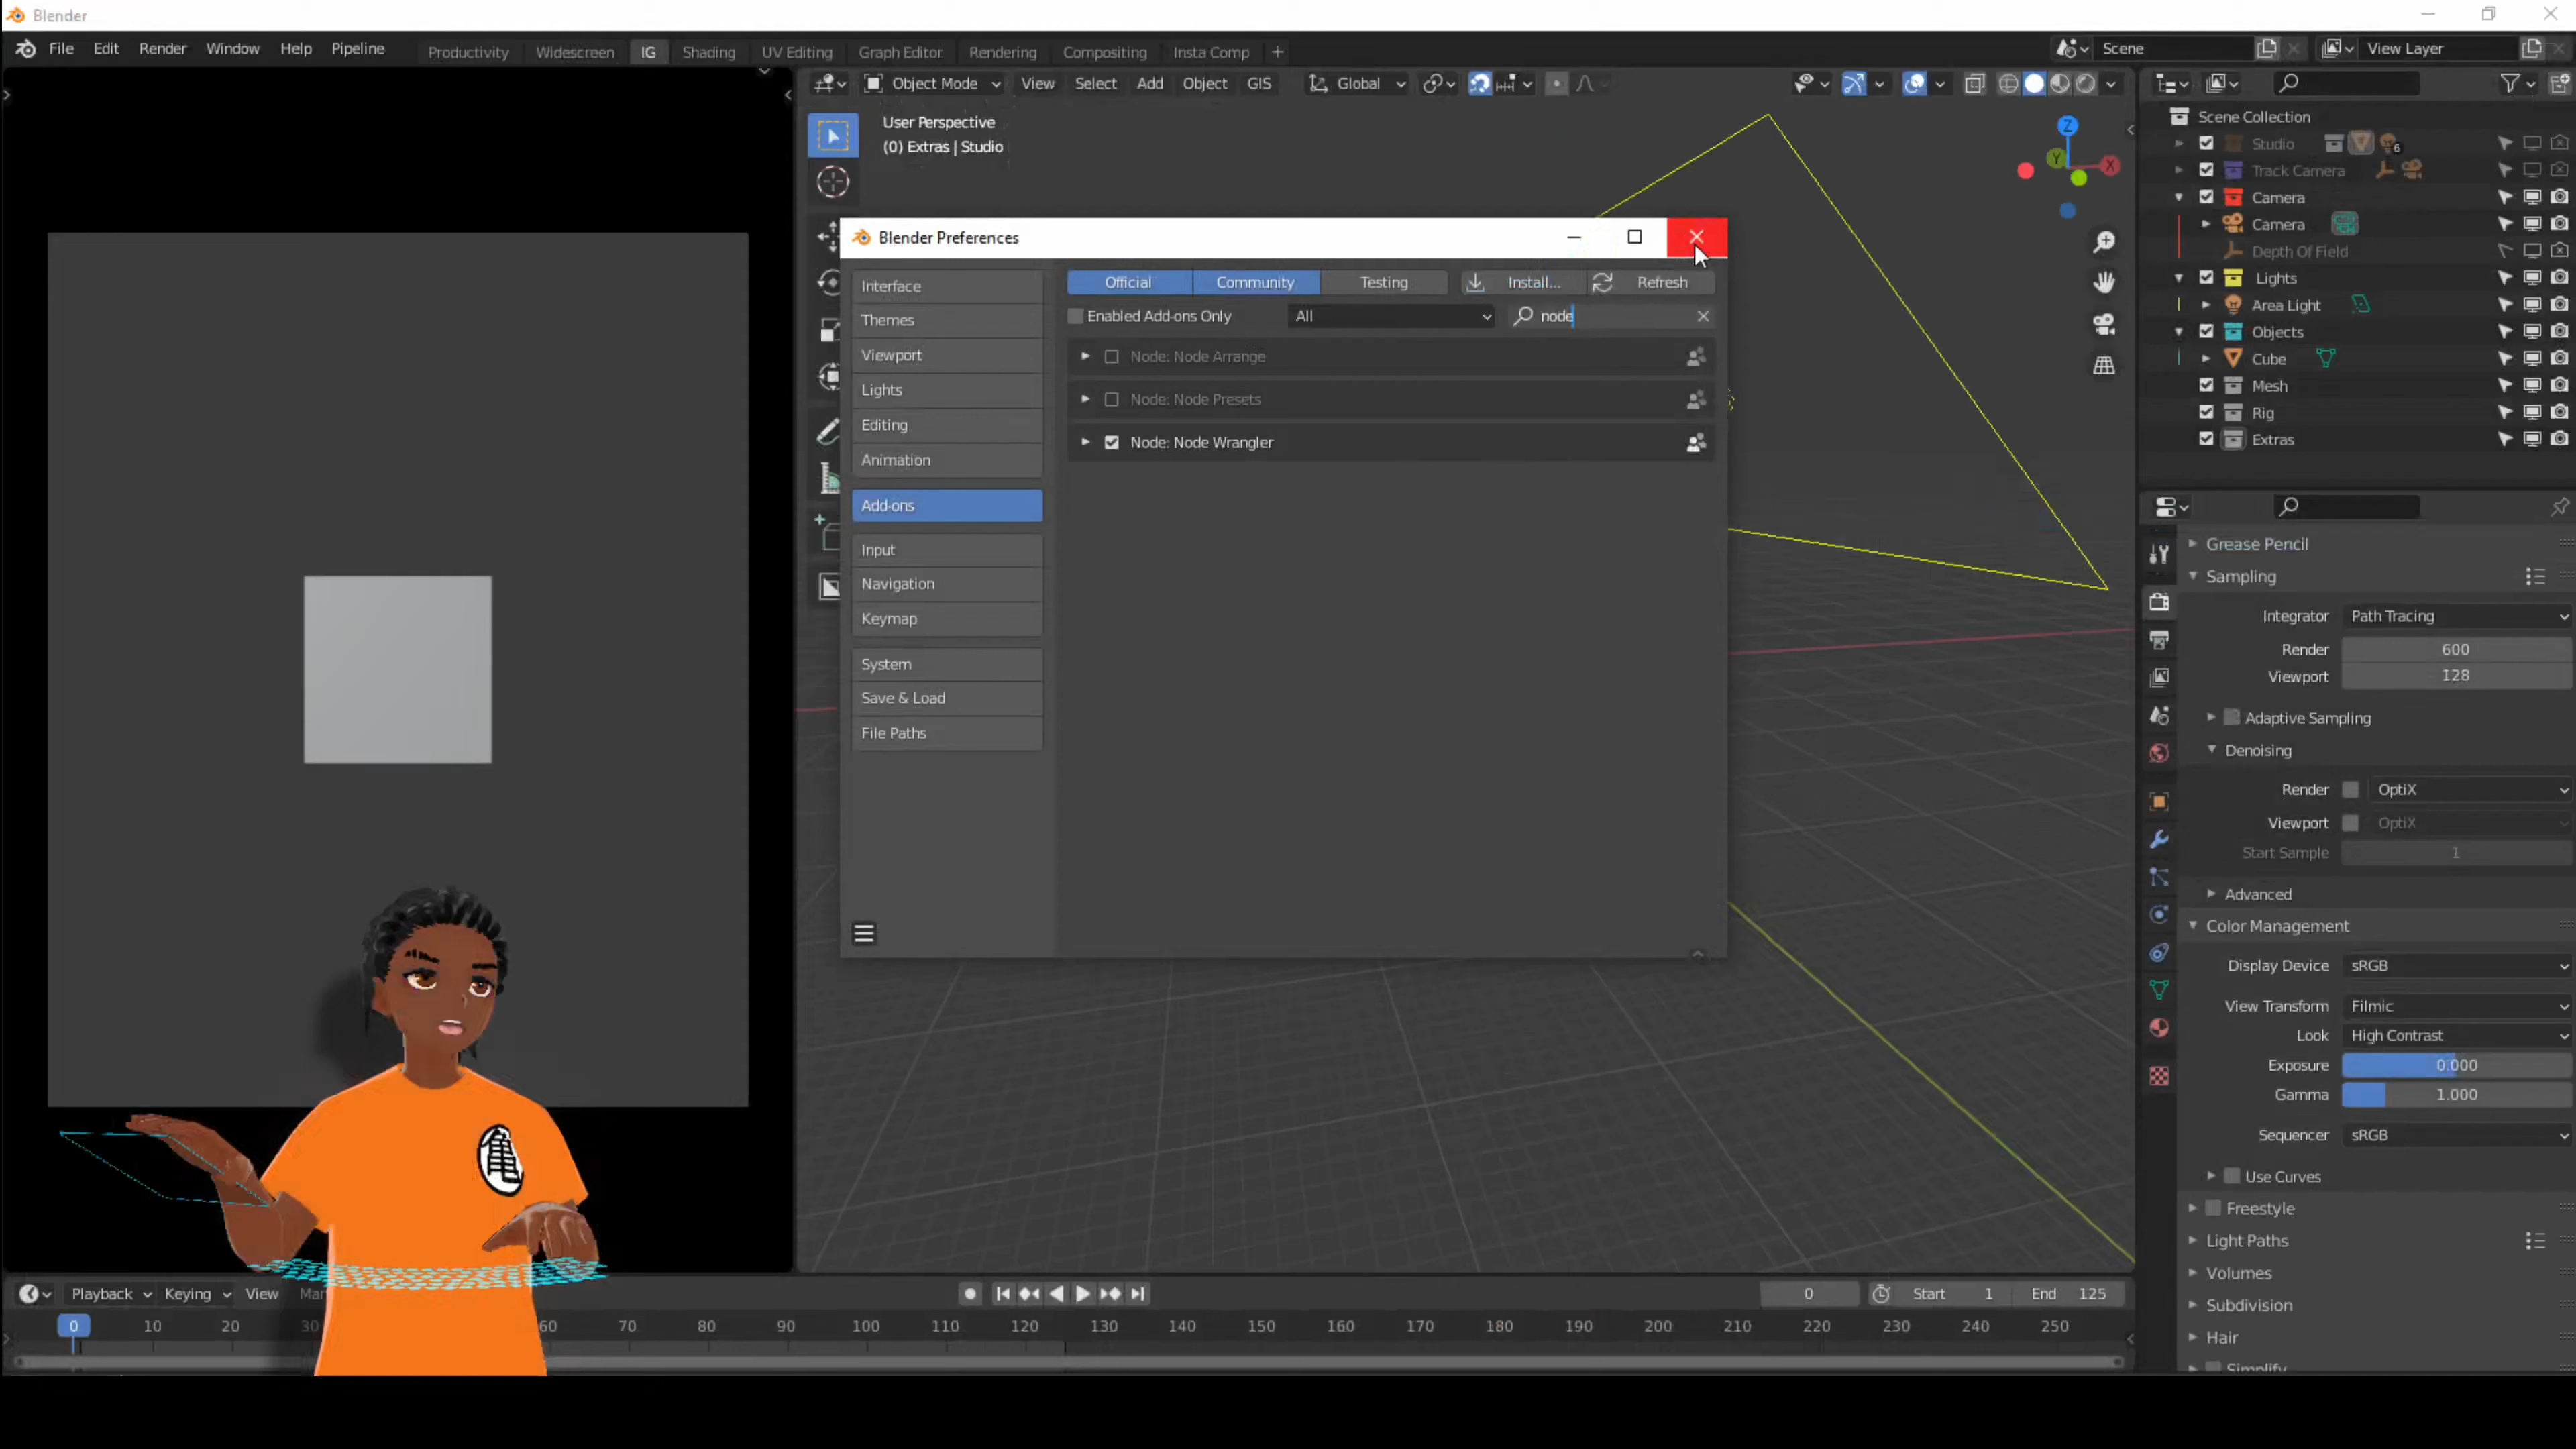 Blender
File Edit Render Window Help Pipeline Productivity Widescreen IG Shading UV Editing Graph Editor Rendering Compositing Insta Comp + Scene View Layer
Object Mode View Select Add Object GIS Global
User Perspective
(0) Extras | Studio
Z
Y
X
Blender Preferences
Interface
Themes
Viewport
Lights
Editing
Animation
Add-ons
Input
Navigation
Keymap
System
Save & Load
File Paths
Official Community Testing Install... Refresh
Enabled Add-ons Only All node
Node: Node Arrange
Node: Node Presets
Node: Node Wrangler
Scene Collection
Studio 6
Track Camera
Camera
Camera
Depth Of Field
Lights
Area Light
Objects
Cube
Mesh
Rig
Extras
Grease Pencil
Sampling
Integrator Path Tracing
Render 600
Viewport 128
Adaptive Sampling
Denoising
Render OptiX
Viewport OptiX
Start Sample 1
Advanced
Color Management
Display Device sRGB
View Transform Filmic
Look High Contrast
Exposure 0.000
Gamma 1.000
Sequencer sRGB
Use Curves
Freestyle
Light Paths
Volumes
Subdivision
Hair
Simplify
亀
Playback Keying View 0 Start 1 End 125
0 10 20 30 60 70 80 90 100 110 120 130 140 150 160 170 180 190 200 210 220 230 240 250